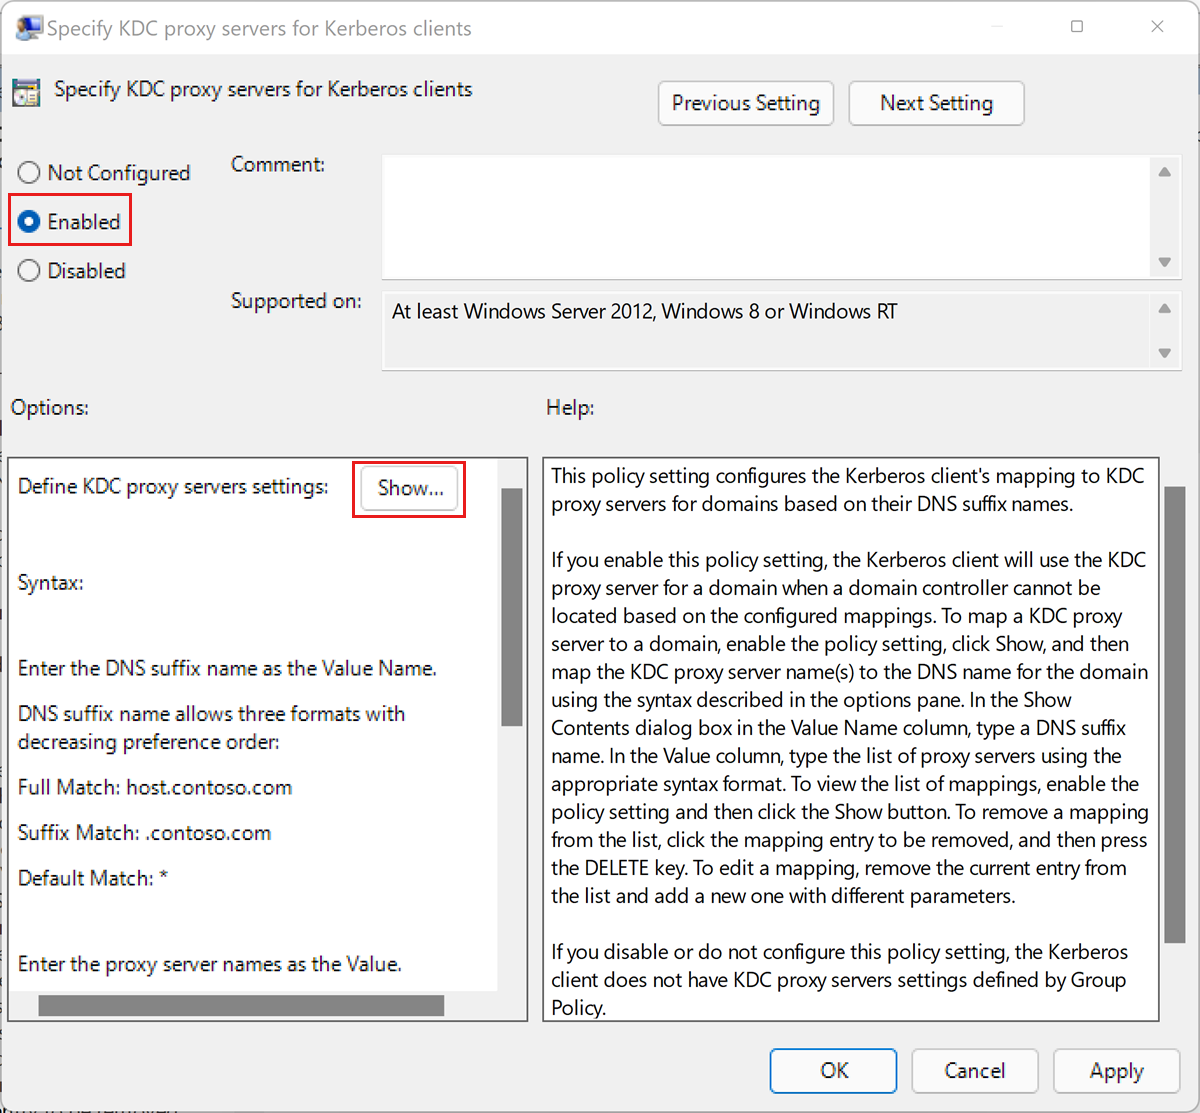 Specify KDC proxy servers for Kerberos clients
Specify KDC proxy servers for Kerberos clients
Previous Setting
Next Setting
Not Configured
Enabled
Disabled
Comment:
Supported on:
At least Windows Server 2012, Windows 8 or Windows RT
Options:
Help:
Define KDC proxy servers settings:
Show...
Syntax:
Enter the DNS suffix name as the Value Name.
DNS suffix name allows three formats with
decreasing preference order:
Full Match: host.contoso.com
Suffix Match: .contoso.com
Default Match: *
Enter the proxy server names as the Value.
This policy setting configures the Kerberos client's mapping to KDC
proxy servers for domains based on their DNS suffix names.
If you enable this policy setting, the Kerberos client will use the KDC
proxy server for a domain when a domain controller cannot be
located based on the configured mappings. To map a KDC proxy
server to a domain, enable the policy setting, click Show, and then
map the KDC proxy server name(s) to the DNS name for the domain
using the syntax described in the options pane. In the Show
Contents dialog box in the Value Name column, type a DNS suffix
name. In the Value column, type the list of proxy servers using the
appropriate syntax format. To view the list of mappings, enable the
policy setting and then click the Show button. To remove a mapping
from the list, click the mapping entry to be removed, and then press
the DELETE key. To edit a mapping, remove the current entry from
the list and add a new one with different parameters.
If you disable or do not configure this policy setting, the Kerberos
client does not have KDC proxy servers settings defined by Group
Policy.
OK
Cancel
Apply